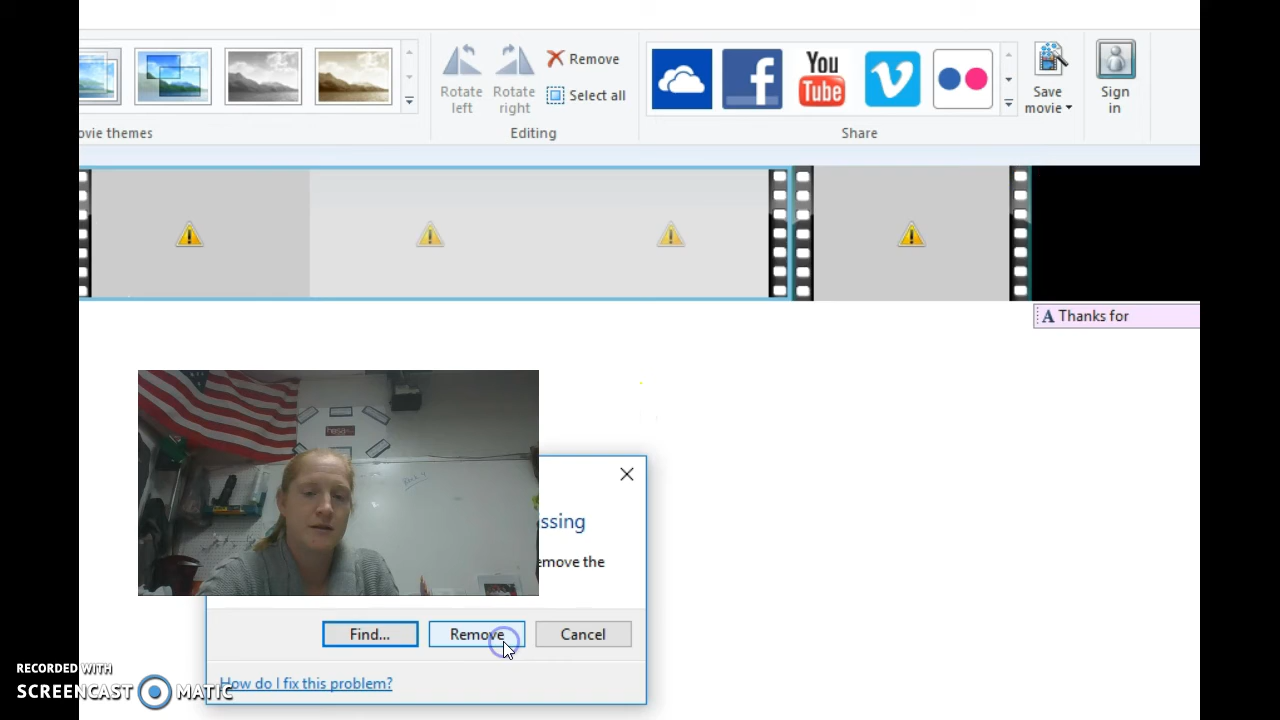 Remove
Rotate left
Rotate right
Select all
You Tube
Save movie
Sign in
ovie themes
Editing
Share
A Thanks for
ssing
emove the
Find...
Remove
Cancel
How do I fix this problem?
RECORDED WITH
SCREENCAST MATIC